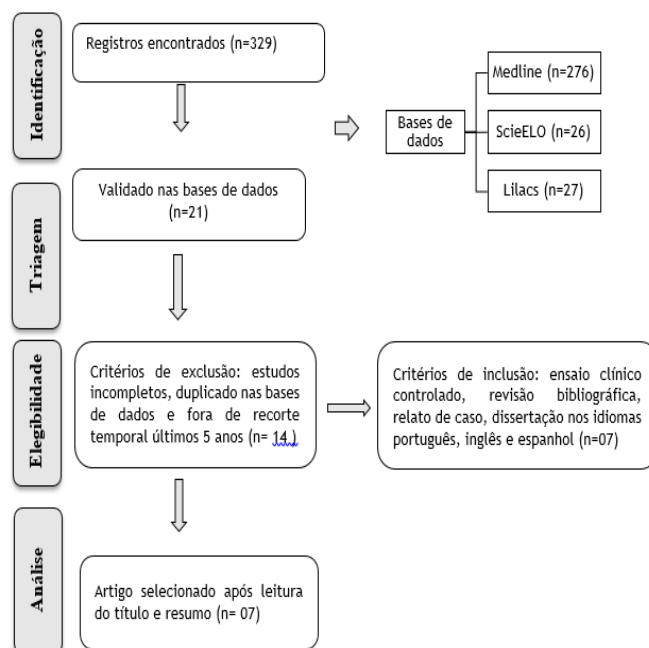 Identificação
Registros encontrados (n=329)
Bases de
dados
Medline (n=276)
ScieELO (n=26)
Lilacs (n=27)
Triagem
Validado nas bases de dados
(n=21)
Elegibilidade
Critérios de exclusão: estudos
incompletos, duplicado nas bases
de dados e fora de recorte
temporal últimos 5 anos (n= 14 )
Critérios de inclusão: ensaio clínico
controlado, revisão bibliográfica,
relato de caso, dissertação nos idiomas
português, inglês e espanhol (n=07)
Análise
Artigo selecionado após leitura
do título e resumo (n= 07)